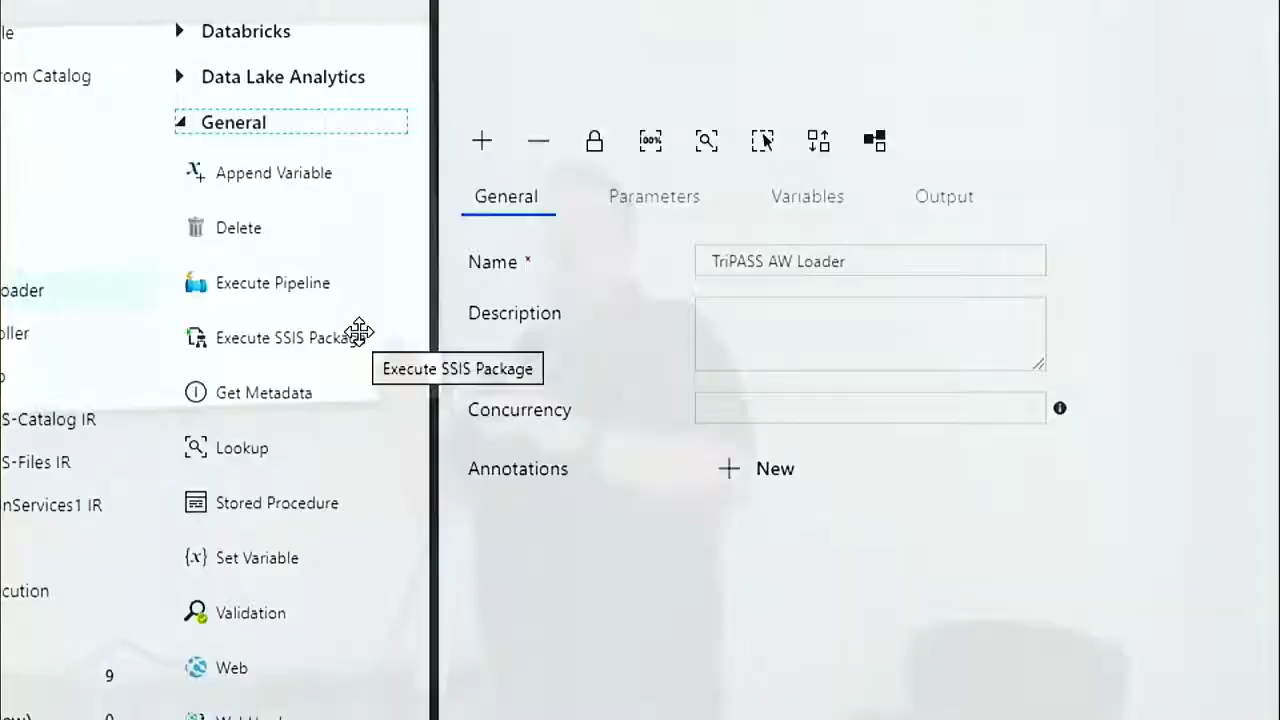 le
rom Catalog
oader
oller
S-Catalog IR
S-Files IR
nServices1 IR
cution
9
Databricks
Data Lake Analytics
General
Append Variable
Delete
Execute Pipeline
Execute SSIS Package
Execute SSIS Package
Get Metadata
Lookup
Stored Procedure
{x} Set Variable
Validation
Web
General Parameters Variables Output
Name * TriPASS AW Loader
Description
Concurrency
Annotations + New